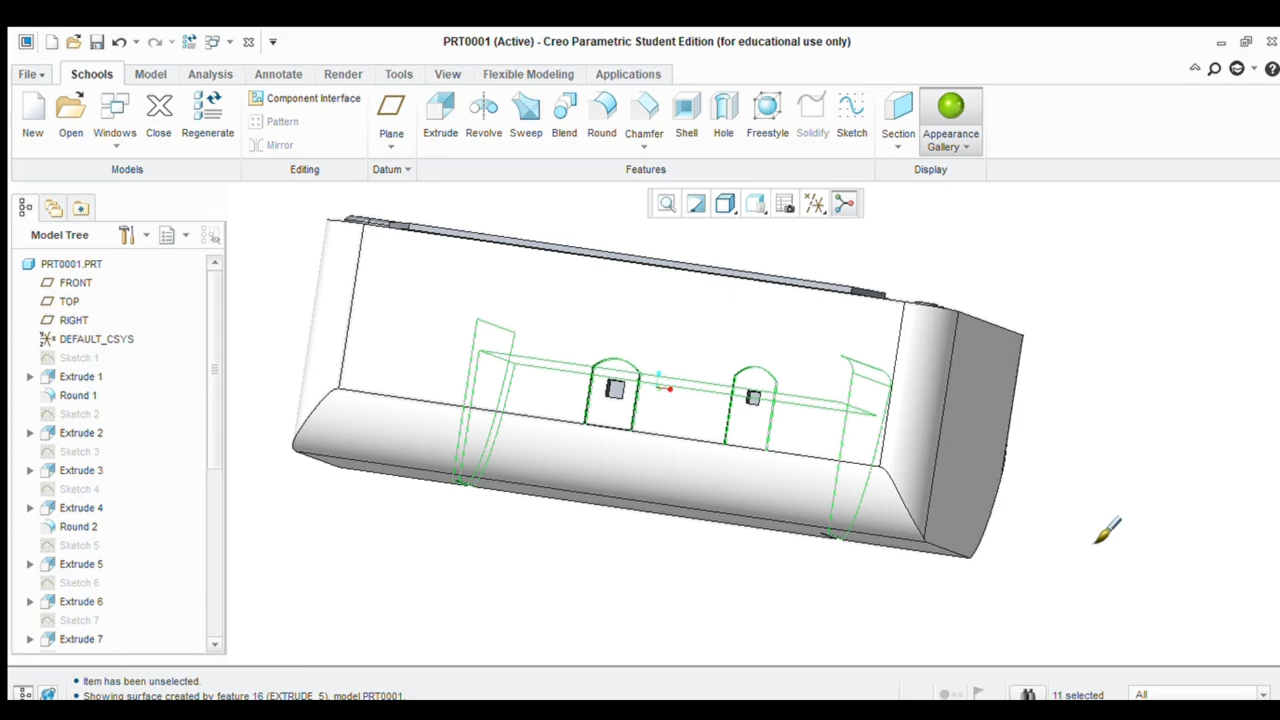 PRT0001 (Active) - Creo Parametric Student Edition (for educational use only)
File Schools Model Analysis Annotate Render Tools View Flexible Modeling Applications
New Open Windows Close Regenerate
Component Interface
Pattern
Mirror
Plane
Extrude Revolve Sweep Blend Round Chamfer Shell Hole Freestyle Solidify Sketch
Section Appearance Gallery
Models Editing Datum Features Display
Model Tree
PRT0001.PRT
FRONT
TOP
RIGHT
DEFAULT_CSYS
Sketch 1
Extrude 1
Round 1
Sketch 2
Extrude 2
Sketch 3
Extrude 3
Sketch 4
Extrude 4
Round 2
Sketch 5
Extrude 5
Sketch 6
Extrude 6
Sketch 7
Extrude 7
• Item has been unselected.
• Showing surface created by feature 16 (EXTRUDE_5), model PRT0001.
11 selected
All